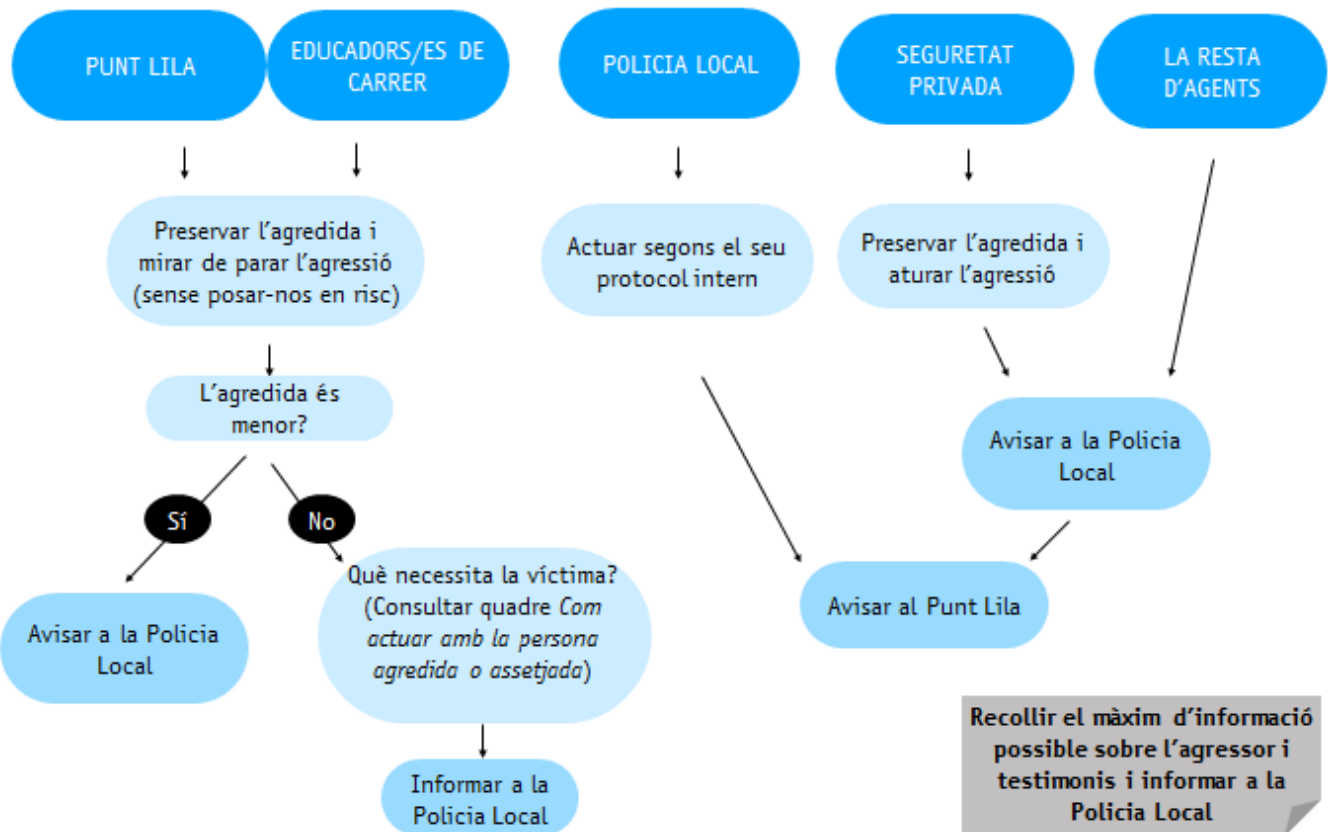 PUNT LILA
EDUCADORS/ES DE
CARRER
POLICIA LOCAL
SEGURETAT
PRIVADA
LA RESTA
D'AGENTS
Preservar l'agredida i
mirar de parar l'agressió
(sense posar-nos en risc)
Actuar segons el seu
protocol intern
Preservar l'agredida i
aturar l'agressió
L'agredida és
menor?
Avisar a la Policia
Local
Sí
No
Què necessita la víctima?
(Consultar quadre Com
actuar amb la persona
agredida o assetjada)
Avisar al Punt Lila
Avisar a la Policia
Local
Informar a la
Policia Local
Recollir el màxim d'informació
possible sobre l'agressor i
testimonis i informar a la
Policia Local